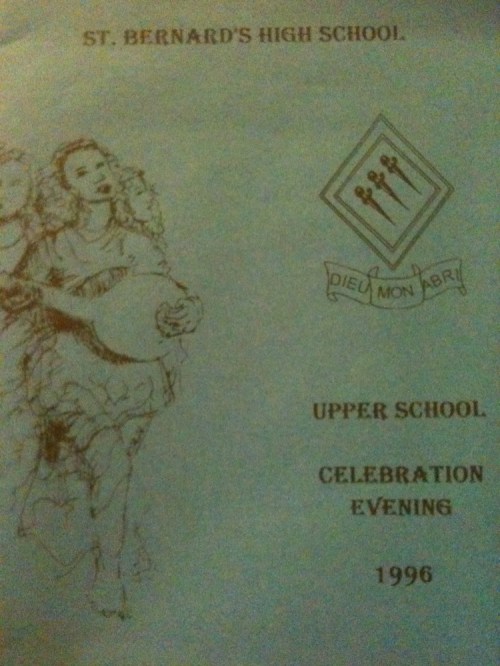 ST. BERNARD'S HIGH SCHOOL
DIEU MON ABRI
UPPER SCHOOL
CELEBRATION
EVENING
1996